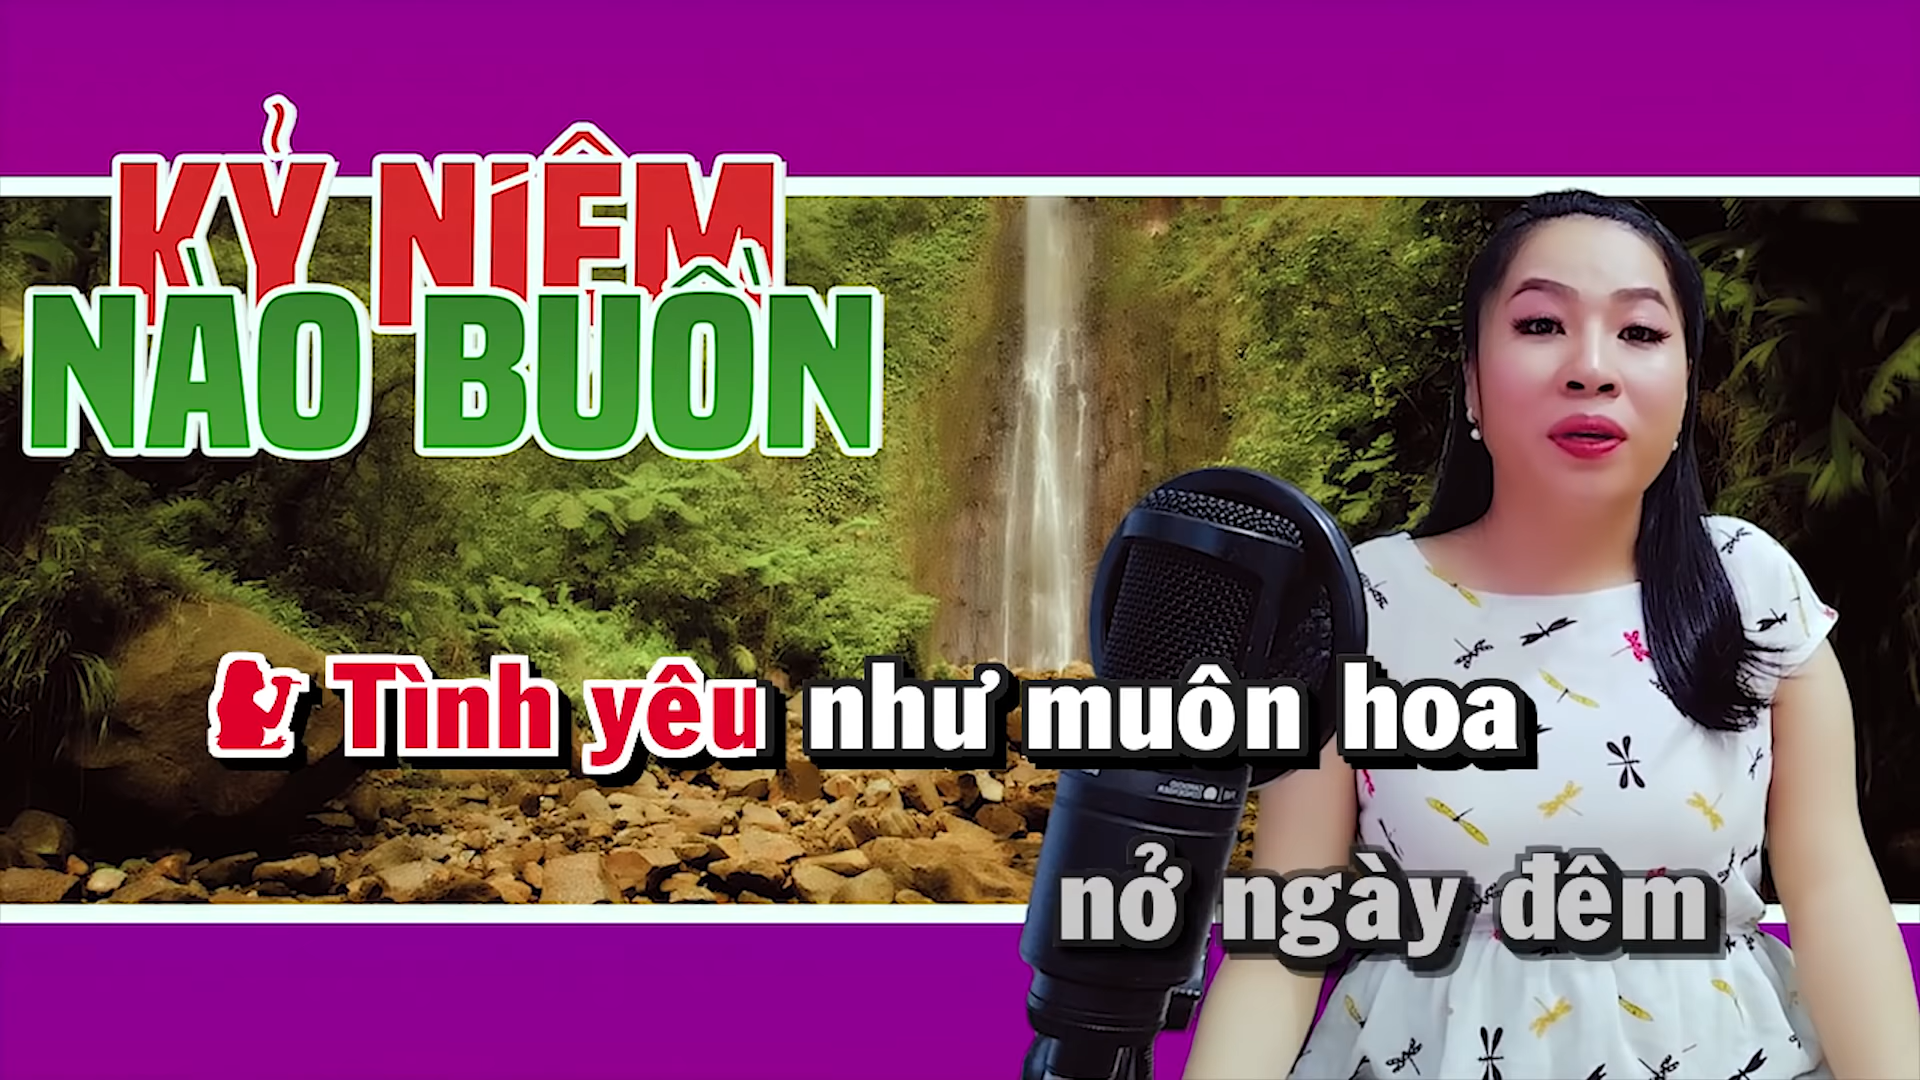 KỶ NIỆM
NÀO BUỒN
Tình yêu như muôn hoa
nở ngày đêm